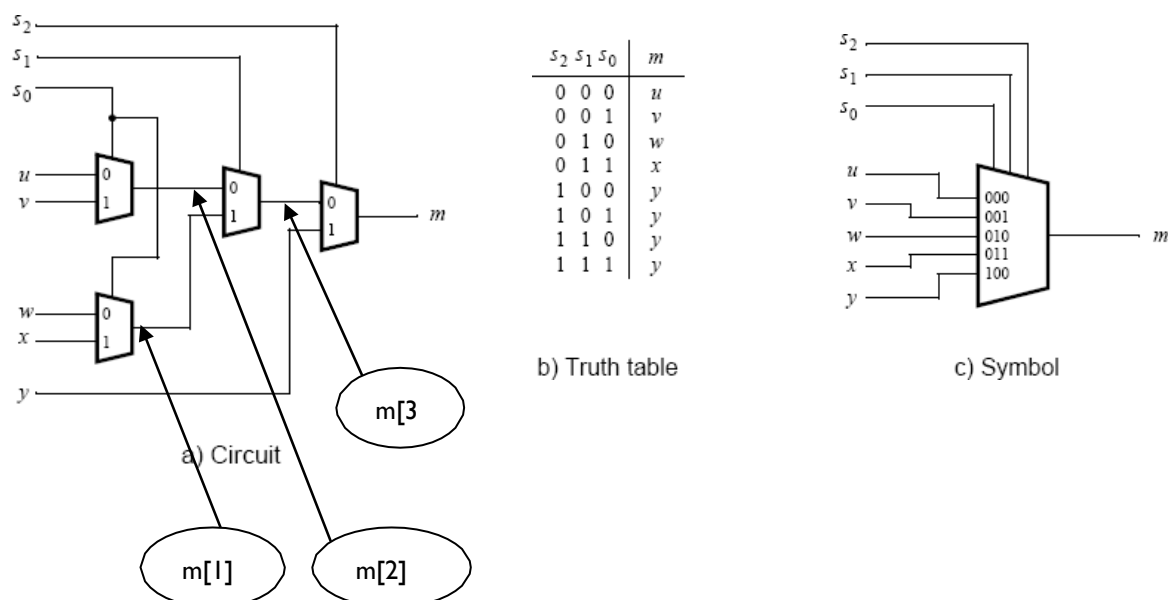 s2
s1
s0
u
v
0
1
w
x
0
1
0
1
0
1
m
y
m[3
a) Circuit
m[1]
m[2]
s2 s1 s0 m
0 0 0 u
0 0 1 v
0 1 0 w
0 1 1 x
1 0 0 y
1 0 1 y
1 1 0 y
1 1 1 y
b) Truth table
s2
s1
s0
u
v
w
x
y
000
001
010
011
100
m
c) Symbol